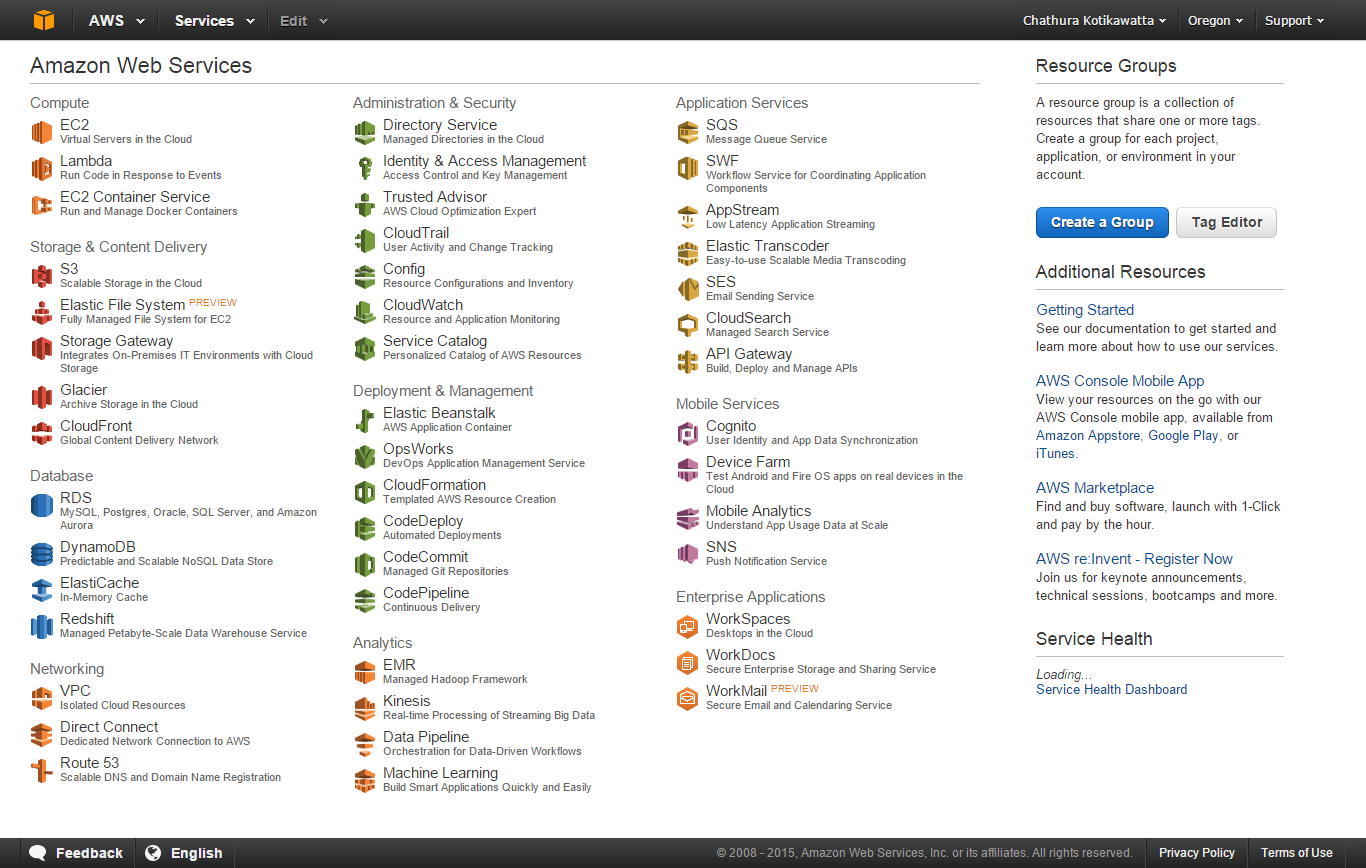 AWS Services Edit Chathura Kotikawatta Oregon Support
Amazon Web Services
Compute
EC2
Virtual Servers in the Cloud
Lambda
Run Code in Response to Events
EC2 Container Service
Run and Manage Docker Containers
Storage & Content Delivery
S3
Scalable Storage in the Cloud
Elastic File System PREVIEW
Fully Managed File System for EC2
Storage Gateway
Integrates On-Premises IT Environments with Cloud
Storage
Glacier
Archive Storage in the Cloud
CloudFront
Global Content Delivery Network
Database
RDS
MySQL, Postgres, Oracle, SQL Server, and Amazon
Aurora
DynamoDB
Predictable and Scalable NoSQL Data Store
ElastiCache
In-Memory Cache
Redshift
Managed Petabyte-Scale Data Warehouse Service
Networking
VPC
Isolated Cloud Resources
Direct Connect
Dedicated Network Connection to AWS
Route 53
Scalable DNS and Domain Name Registration
Administration & Security
Directory Service
Managed Directories in the Cloud
Identity & Access Management
Access Control and Key Management
Trusted Advisor
AWS Cloud Optimization Expert
CloudTrail
User Activity and Change Tracking
Config
Resource Configurations and Inventory
CloudWatch
Resource and Application Monitoring
Service Catalog
Personalized Catalog of AWS Resources
Deployment & Management
Elastic Beanstalk
AWS Application Container
OpsWorks
DevOps Application Management Service
CloudFormation
Templated AWS Resource Creation
CodeDeploy
Automated Deployments
CodeCommit
Managed Git Repositories
CodePipeline
Continuous Delivery
Analytics
EMR
Managed Hadoop Framework
Kinesis
Real-time Processing of Streaming Big Data
Data Pipeline
Orchestration for Data-Driven Workflows
Machine Learning
Build Smart Applications Quickly and Easily
Application Services
SQS
Message Queue Service
SWF
Workflow Service for Coordinating Application
Components
AppStream
Low Latency Application Streaming
Elastic Transcoder
Easy-to-use Scalable Media Transcoding
SES
Email Sending Service
CloudSearch
Managed Search Service
API Gateway
Build, Deploy and Manage APIs
Mobile Services
Cognito
User Identity and App Data Synchronization
Device Farm
Test Android and Fire OS apps on real devices in the
Cloud
Mobile Analytics
Understand App Usage Data at Scale
SNS
Push Notification Service
Enterprise Applications
WorkSpaces
Desktops in the Cloud
WorkDocs
Secure Enterprise Storage and Sharing Service
WorkMail PREVIEW
Secure Email and Calendaring Service
Resource Groups
A resource group is a collection of
resources that share one or more tags.
Create a group for each project,
application, or environment in your
account.
Create a Group Tag Editor
Additional Resources
Getting Started
See our documentation to get started and
learn more about how to use our services.
AWS Console Mobile App
View your resources on the go with our
AWS Console mobile app, available from
Amazon Appstore, Google Play, or
iTunes.
AWS Marketplace
Find and buy software, launch with 1-Click
and pay by the hour.
AWS re:Invent - Register Now
Join us for keynote announcements,
technical sessions, bootcamps and more.
Service Health
Loading...
Service Health Dashboard
Feedback English © 2008 - 2015, Amazon Web Services, Inc. or its affiliates. All rights reserved. Privacy Policy Terms of Use